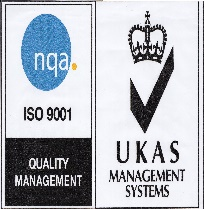 nqa.
ISO 9001
QUALITY
MANAGEMENT
UKAS
MANAGEMENT
SYSTEMS